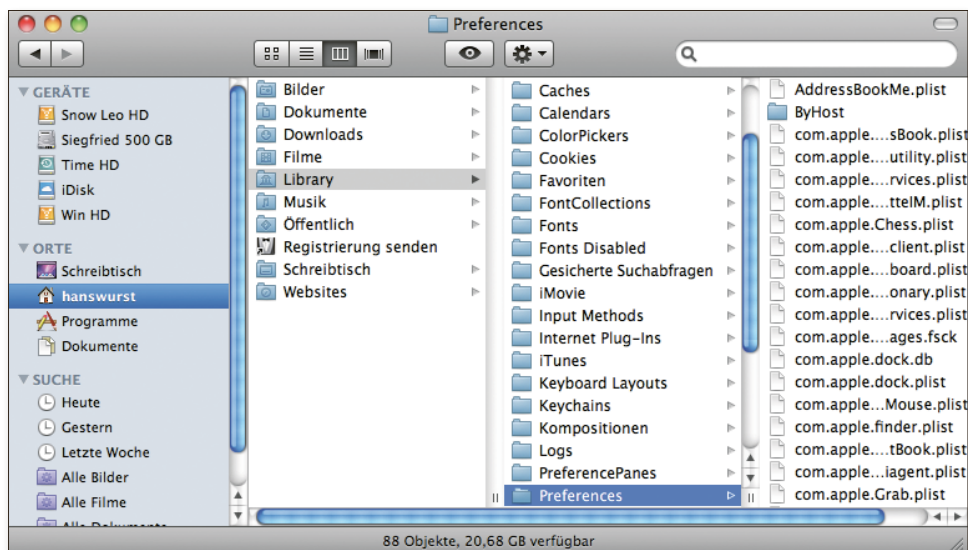 Preferences
GERÄTE
Snow Leo HD
Siegfried 500 GB
Time HD
iDisk
Win HD
ORTE
Schreibtisch
hanswurst
Programme
Dokumente
SUCHE
Heute
Gestern
Letzte Woche
Alle Bilder
Alle Filme
Alle Dokumente
Bilder
Dokumente
Downloads
Filme
Library
Musik
Öffentlich
Registrierung senden
Schreibtisch
Websites
Caches
Calendars
ColorPickers
Cookies
Favoriten
FontCollections
Fonts
Fonts Disabled
Gesicherte Suchabfragen
iMovie
Input Methods
Internet Plug-Ins
iTunes
Keyboard Layouts
Keychains
Kompositionen
Logs
PreferencePanes
Preferences
AddressBookMe.plist
ByHost
com.apple....sBook.plist
com.apple....utility.plist
com.apple....rvices.plist
com.apple....ttelM.plist
com.apple.Chess.plist
com.apple....client.plist
com.apple....board.plist
com.apple....onary.plist
com.apple....rvices.plist
com.apple....ages.fsck
com.apple.dock.db
com.apple.dock.plist
com.apple...Mouse.plist
com.apple.finder.plist
com.apple....tBook.plist
com.apple....iagent.plist
com.apple.Grab.plist
88 Objekte, 20,68 GB verfügbar